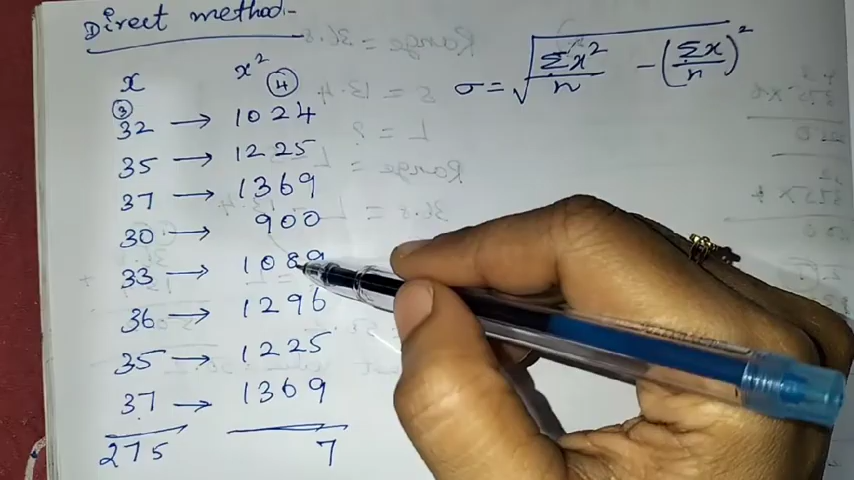 Direct method:-
x x² ④
σ = √ Σx²/n - (Σx/n)²
③
32 → 1024
35 → 1225
37 → 1369
30 → 900
33 → 1089
36 → 1296
35 → 1225
37 → 1369
275 7